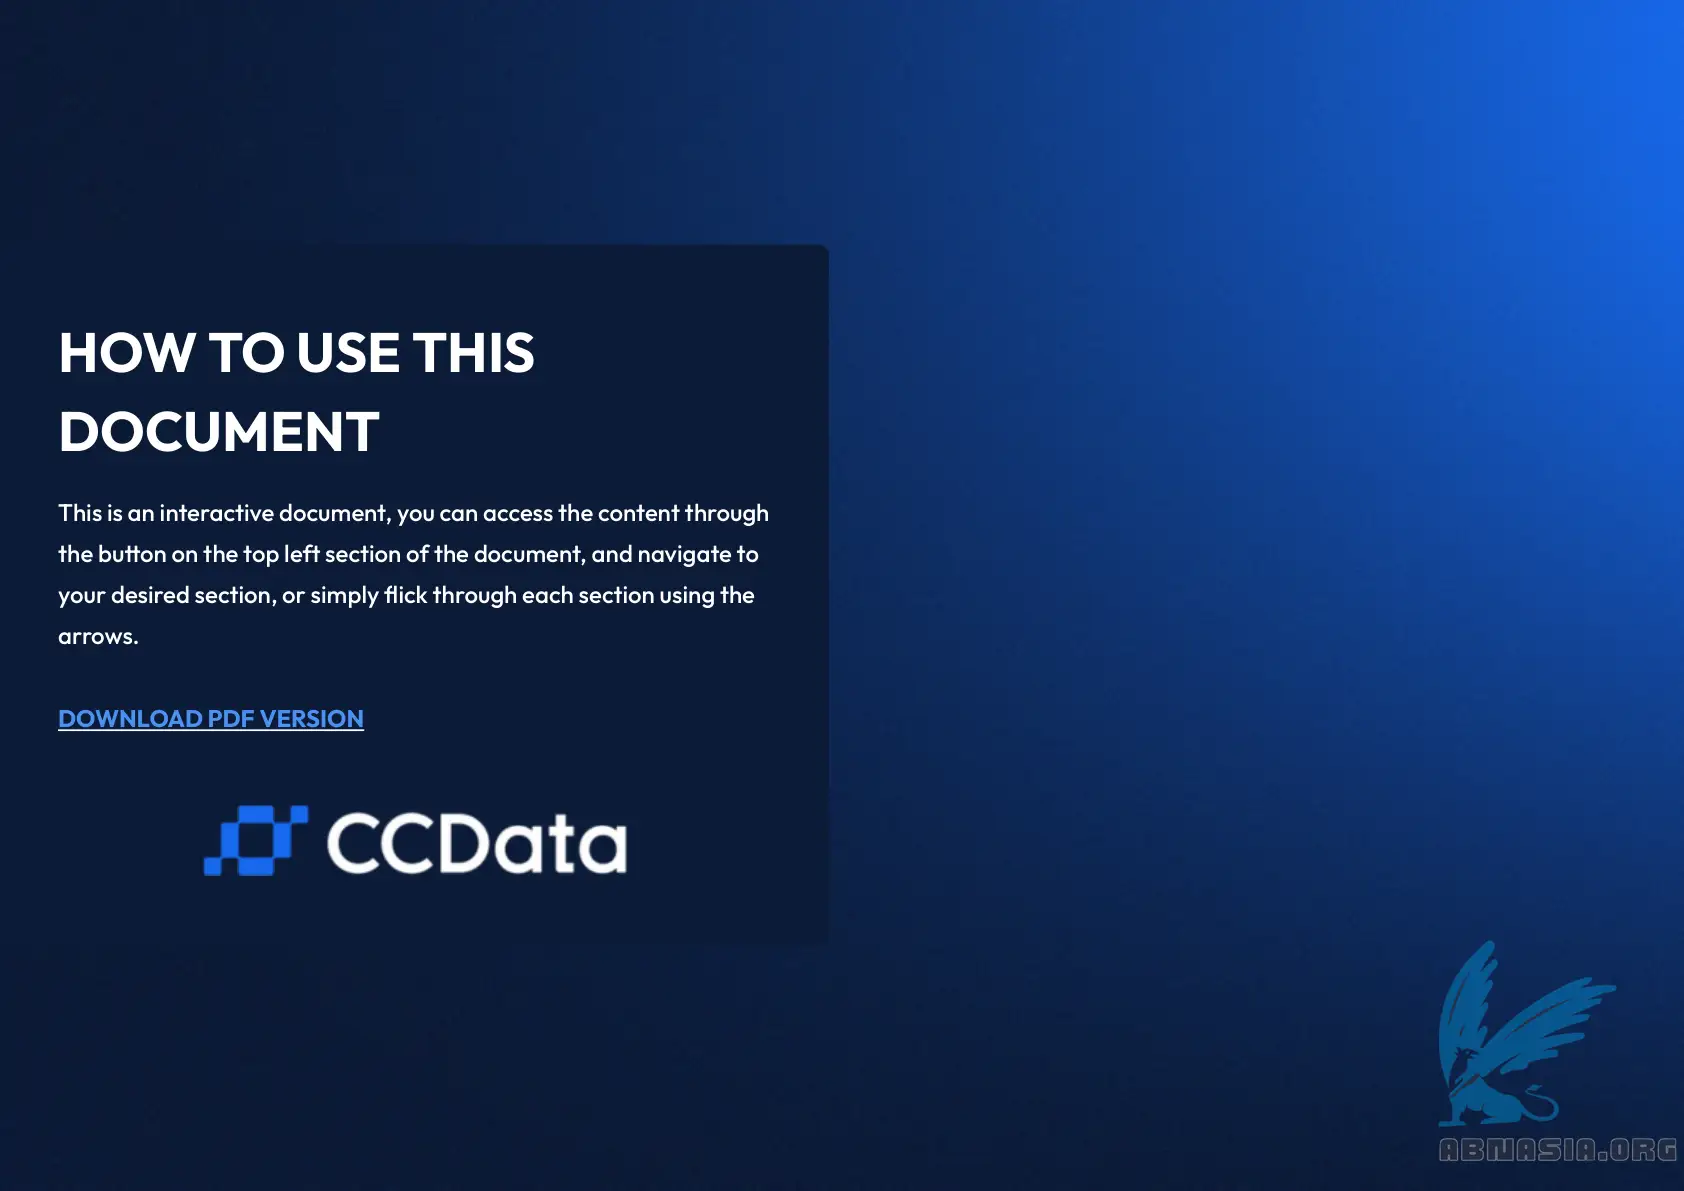 HOW TO USE THIS
DOCUMENT
This is an interactive document, you can access the content through
the button on the top left section of the document, and navigate to
your desired section, or simply flick through each section using the
arrows.
DOWNLOAD PDF VERSION
CCData
ABNASIA.ORG